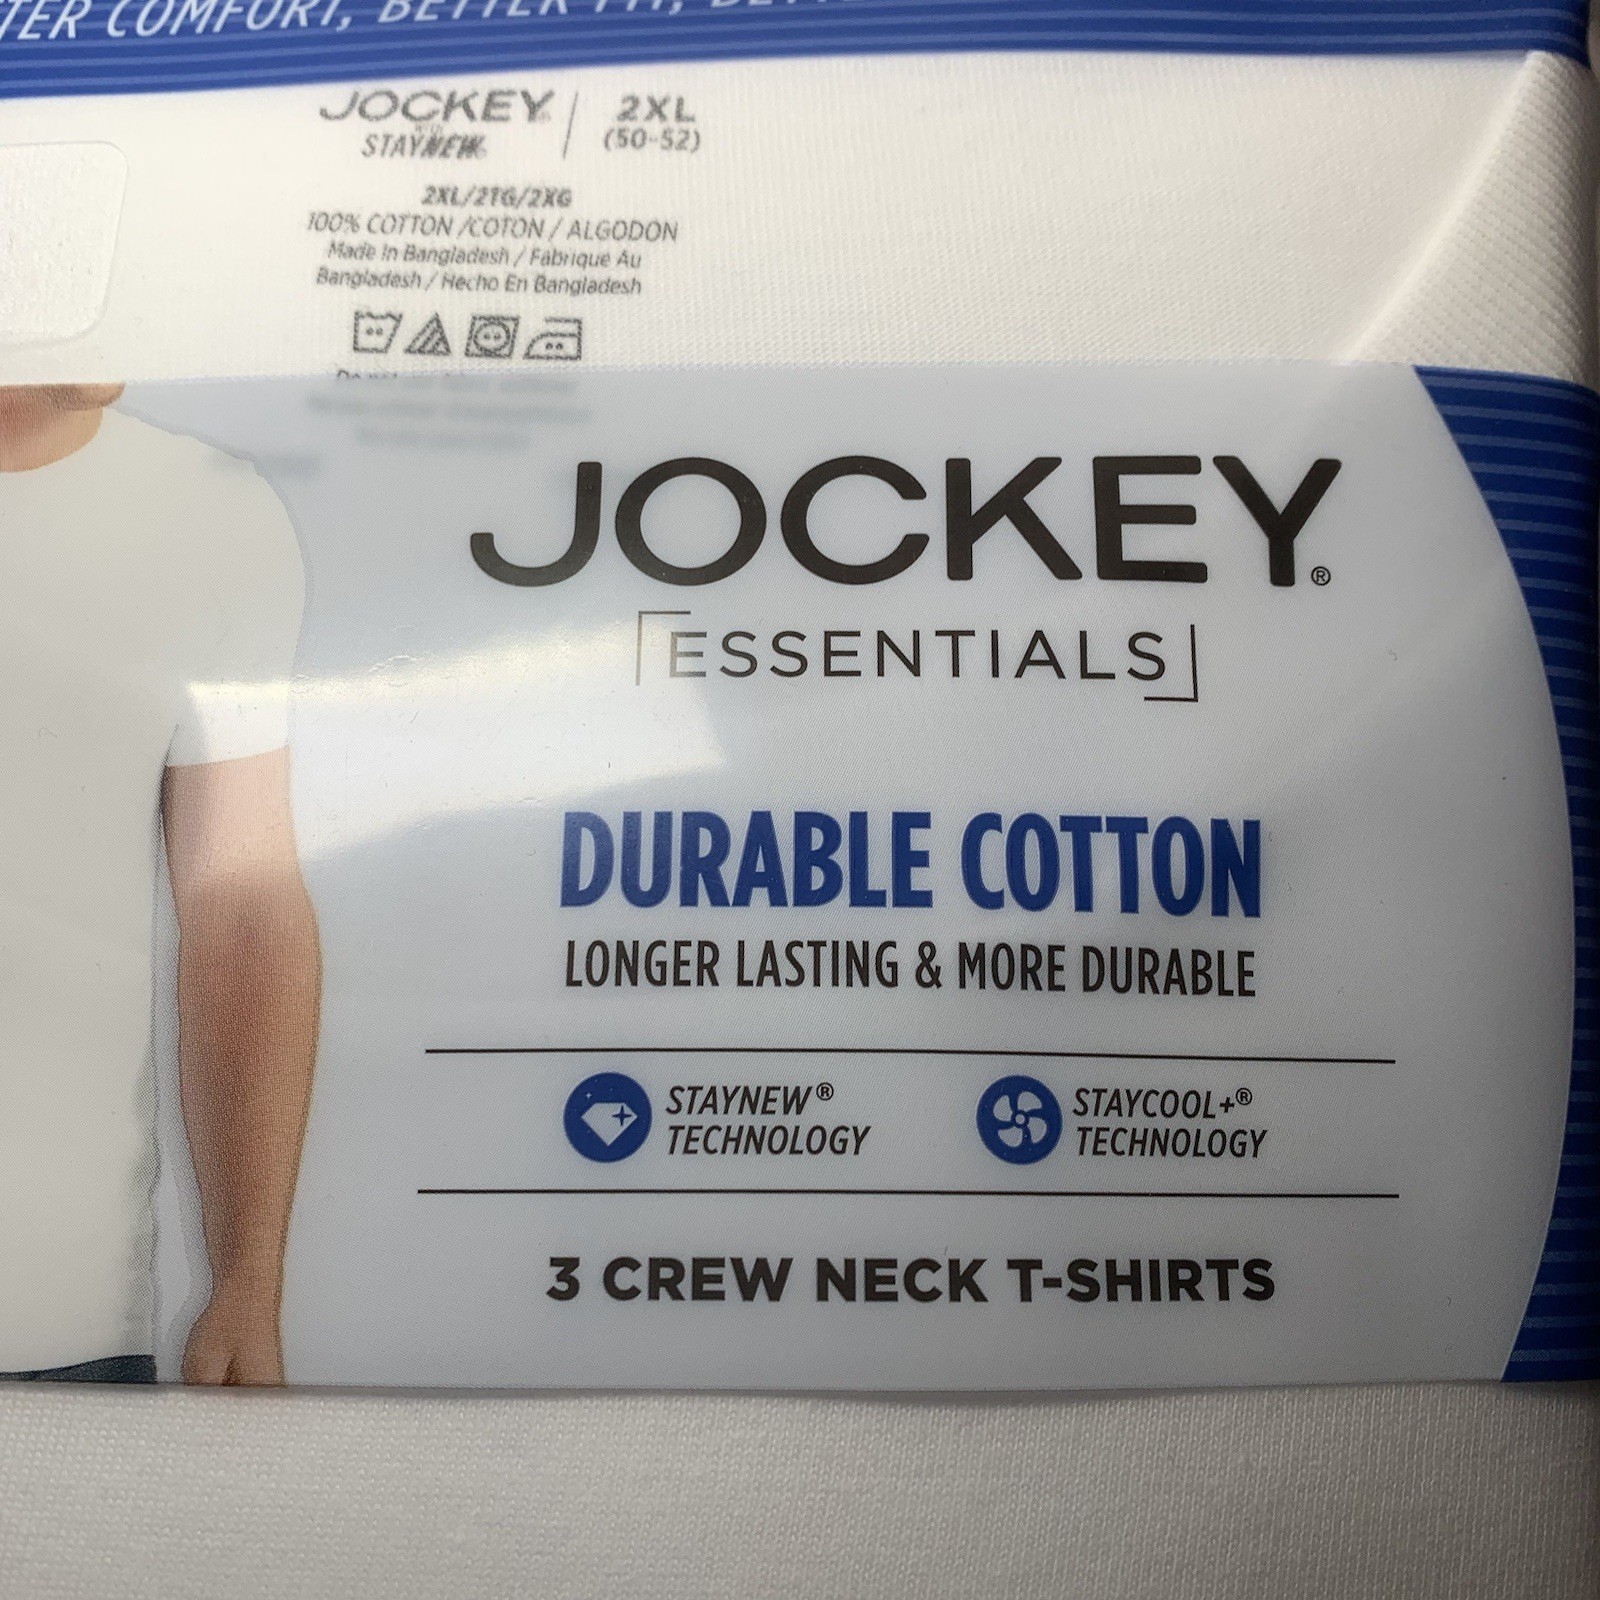 TER COMFORT, BETTER FIT,
JOCKEY® | 2XL
WITH
STAYNEW® (50-52)
2XL/2TG/2XG
100% COTTON /COTON / ALGODON
Made In Bangladesh / Fabriqué Au
Bangladesh / Hecho En Bangladesh
JOCKEY®
ESSENTIALS
DURABLE COTTON
LONGER LASTING & MORE DURABLE
STAYNEW®
TECHNOLOGY
STAYCOOL+®
TECHNOLOGY
3 CREW NECK T-SHIRTS